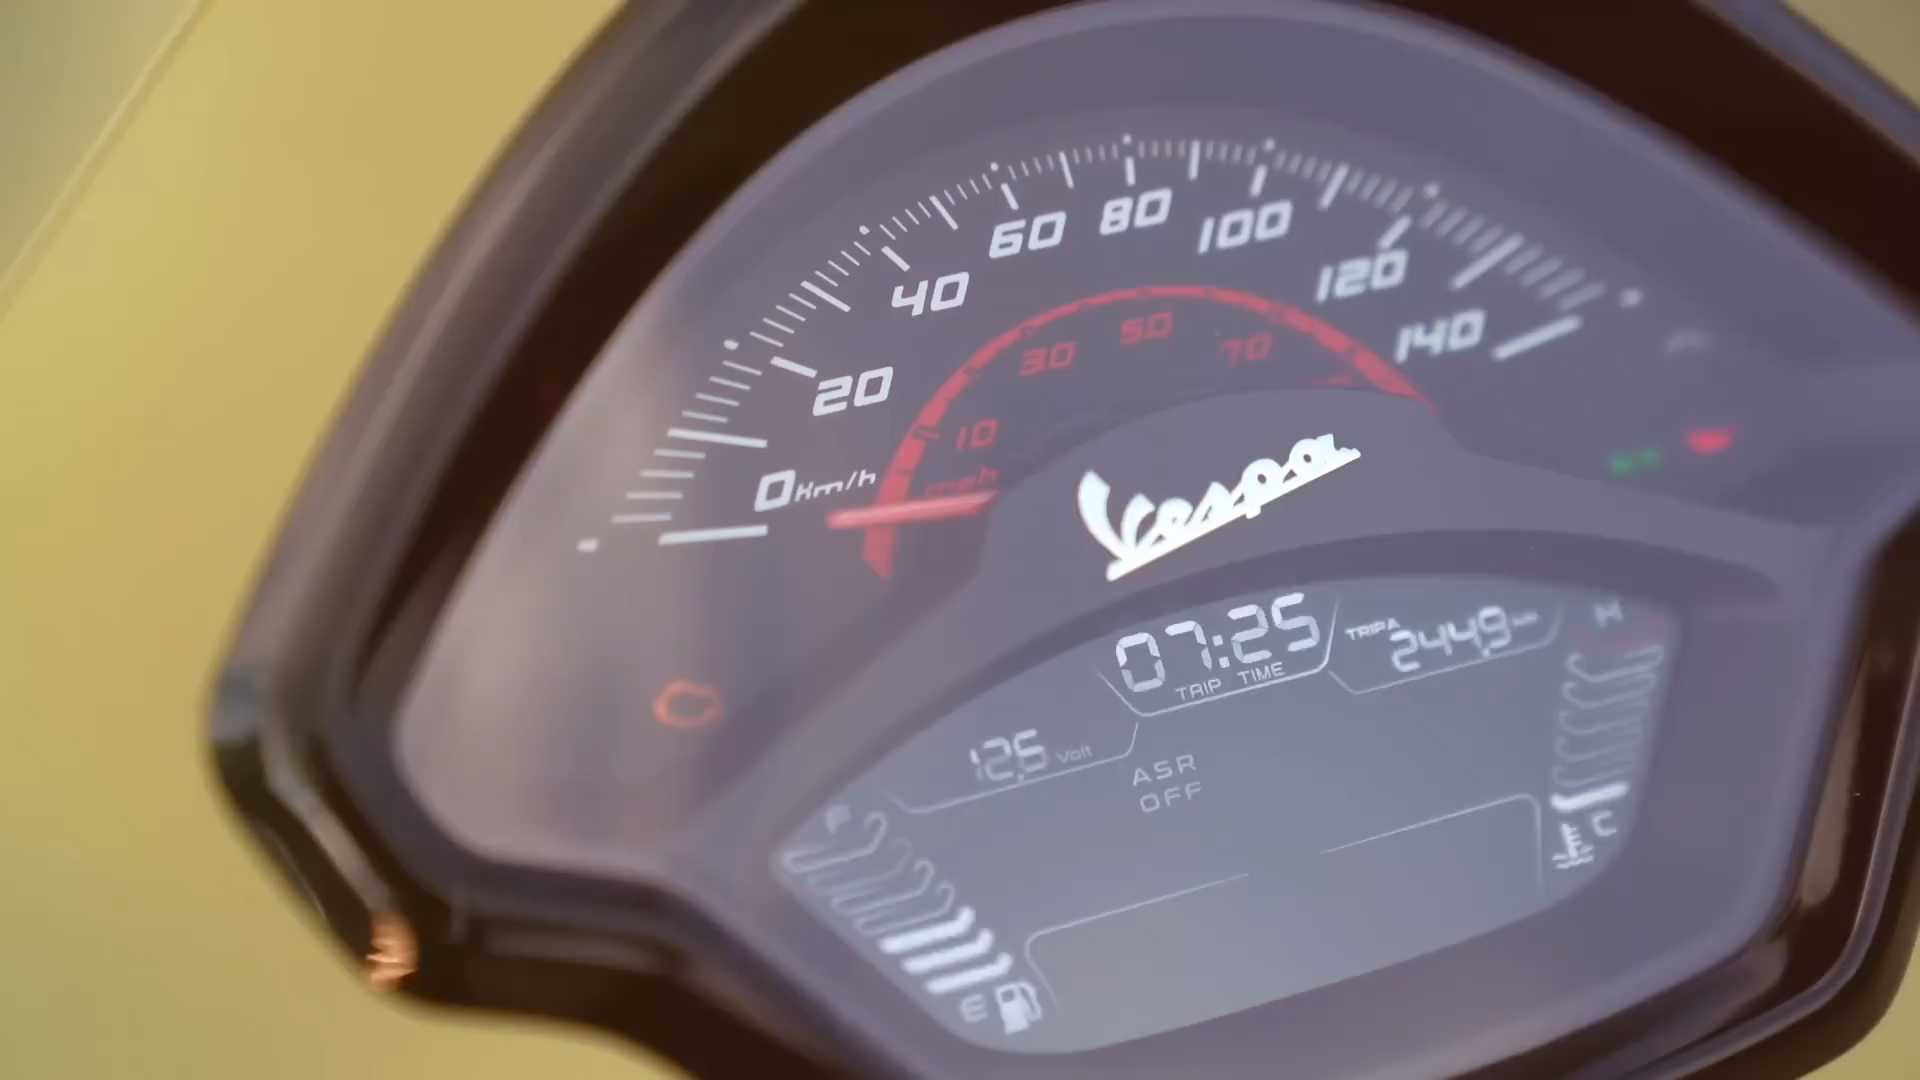 0 Km/h
20
40
60
80
100
120
140
10
30
50
70
mph
Vespa
07:25
TRIP TIME
TRIP A
244,9
12,6 Volt
ASR
OFF
H
C
F
E